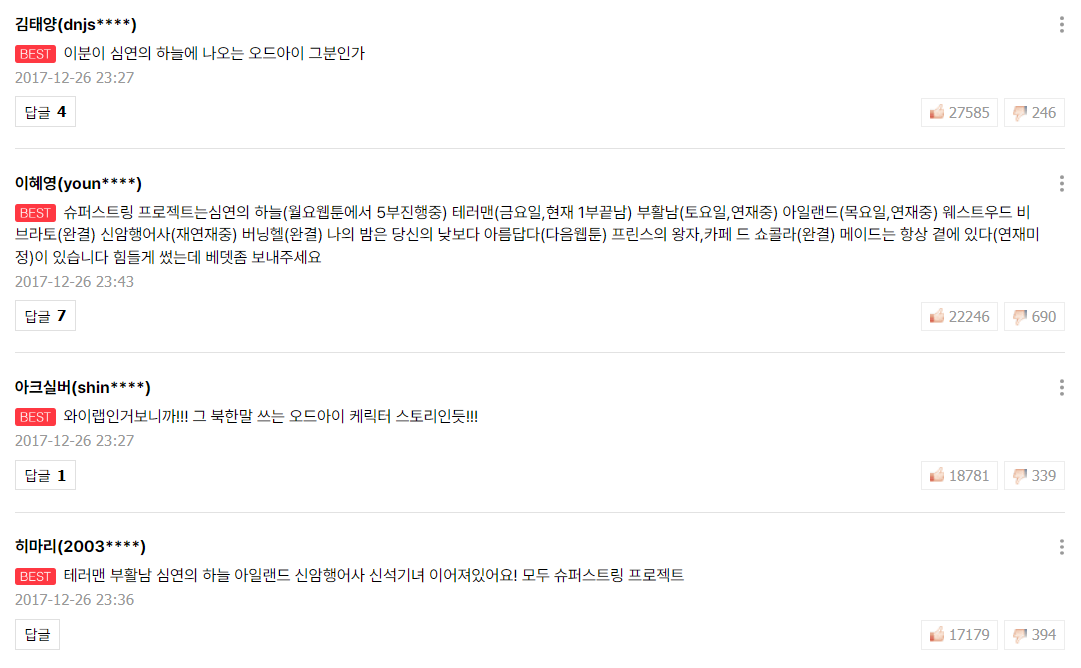 김태양(dnjs****)
BEST 이분이 심연의 하늘에 나오는 오드아이 그분인가
2017-12-26 23:27
답글 4
27585 246
이혜영(youn****)
BEST 슈퍼스트링 프로젝트는심연의 하늘(월요웹툰에서 5부진행중) 테러맨(금요일,현재 1부끝남) 부활남(토요일,연재중) 아일랜드(목요일,연재중) 웨스트우드 비
브라토(완결) 신암행어사(재연재중) 버닝헬(완결) 나의 밤은 당신의 낮보다 아름답다(다음웹툰) 프린스의 왕자,카페 드 쇼콜라(완결) 메이드는 항상 곁에 있다(연재미
정)이 있습니다 힘들게 썼는데 베뎃좀 보내주세요
2017-12-26 23:43
답글 7
22246 690
아크실버(shin****)
BEST 와이랩인거보니까!!! 그 북한말 쓰는 오드아이 케릭터 스토리인듯!!!
2017-12-26 23:27
답글 1
18781 339
히마리(2003****)
BEST 테러맨 부활남 심연의 하늘 아일랜드 신암행어사 신석기녀 이어져있어요! 모두 슈퍼스트링 프로젝트
2017-12-26 23:36
답글
17179 394